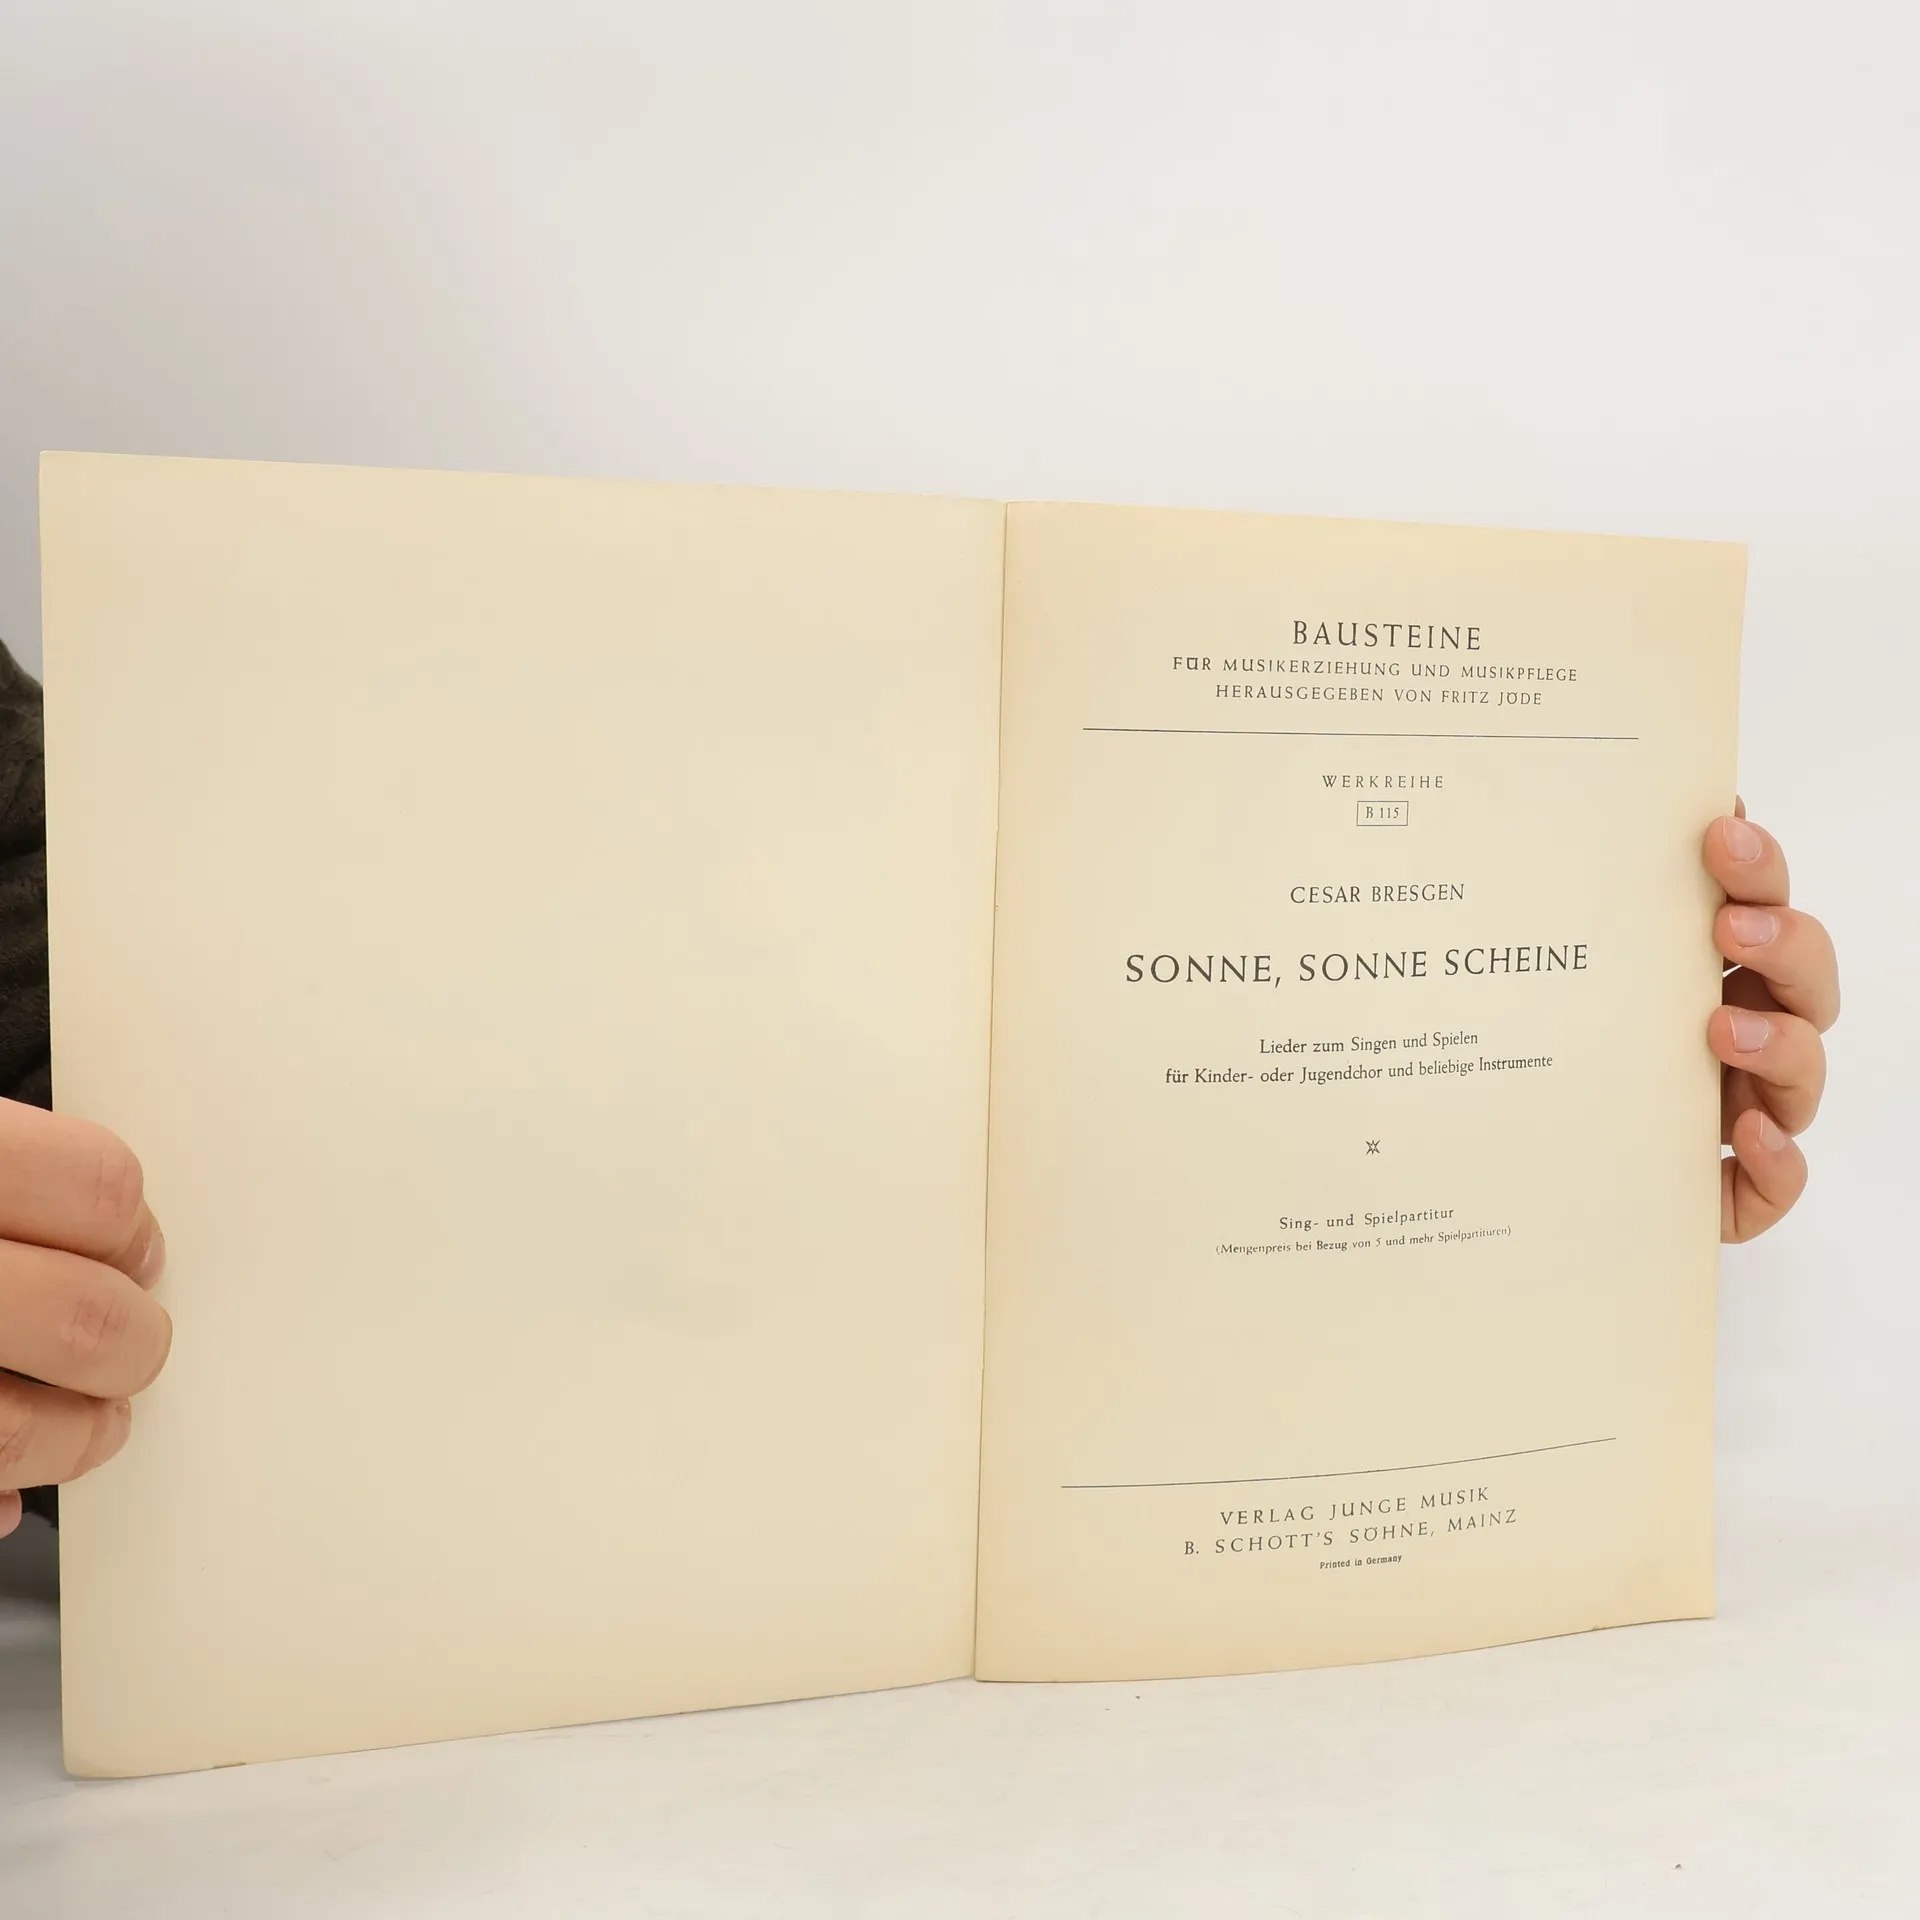 BAUSTEINE
FÜR MUSIKERZIEHUNG UND MUSIKPFLEGE
HERAUSGEGEBEN VON FRITZ JÖDE
WERKREIHE
B 115
CESAR BRESGEN
SONNE, SONNE SCHEINE
Lieder zum Singen und Spielen
für Kinder- oder Jugendchor und beliebige Instrumente
Sing- und Spielpartitur
(Mengenpreis bei Bezug von 5 und mehr Spielpartituren)
VERLAG JUNGE MUSIK
B. SCHOTT'S SÖHNE, MAINZ
Printed in Germany